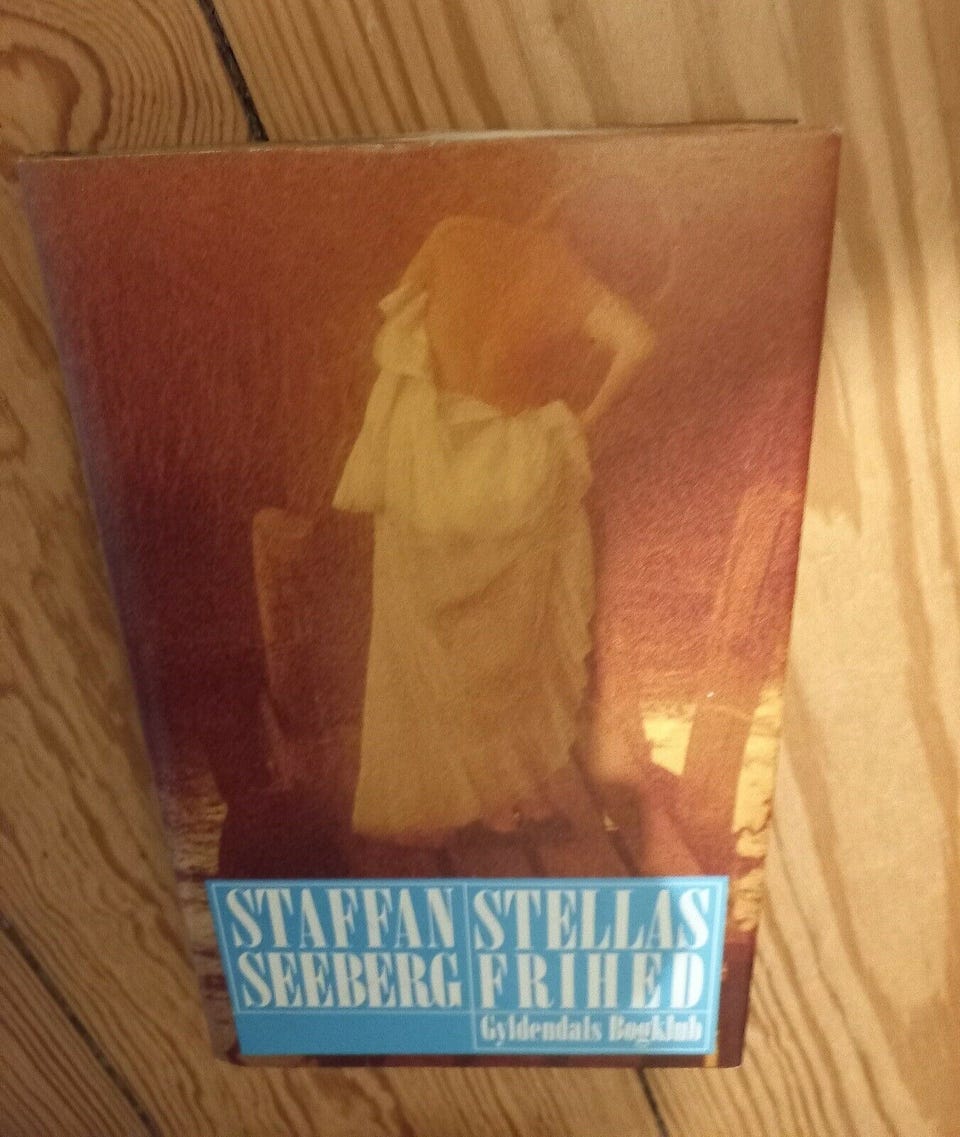 STAFFAN
SEEBERG
STELLAS
FRIHED
Gyldendals Bogklub